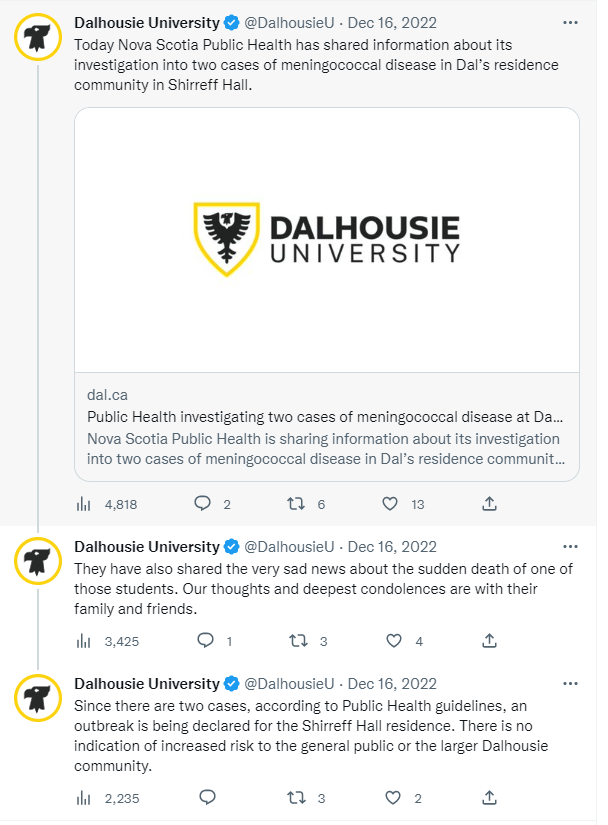 Dalhousie University @DalhousieU · Dec 16, 2022
Today Nova Scotia Public Health has shared information about its
investigation into two cases of meningococcal disease in Dal’s residence
community in Shirreff Hall.
DALHOUSIE
UNIVERSITY
dal.ca
Public Health investigating two cases of meningococcal disease at Da...
Nova Scotia Public Health is sharing information about its investigation
into two cases of meningococcal disease in Dal’s residence communit...
4,818 2 6 13
Dalhousie University @DalhousieU · Dec 16, 2022
They have also shared the very sad news about the sudden death of one of
those students. Our thoughts and deepest condolences are with their
family and friends.
3,425 1 3 4
Dalhousie University @DalhousieU · Dec 16, 2022
Since there are two cases, according to Public Health guidelines, an
outbreak is being declared for the Shirreff Hall residence. There is no
indication of increased risk to the general public or the larger Dalhousie
community.
2,235 3 2